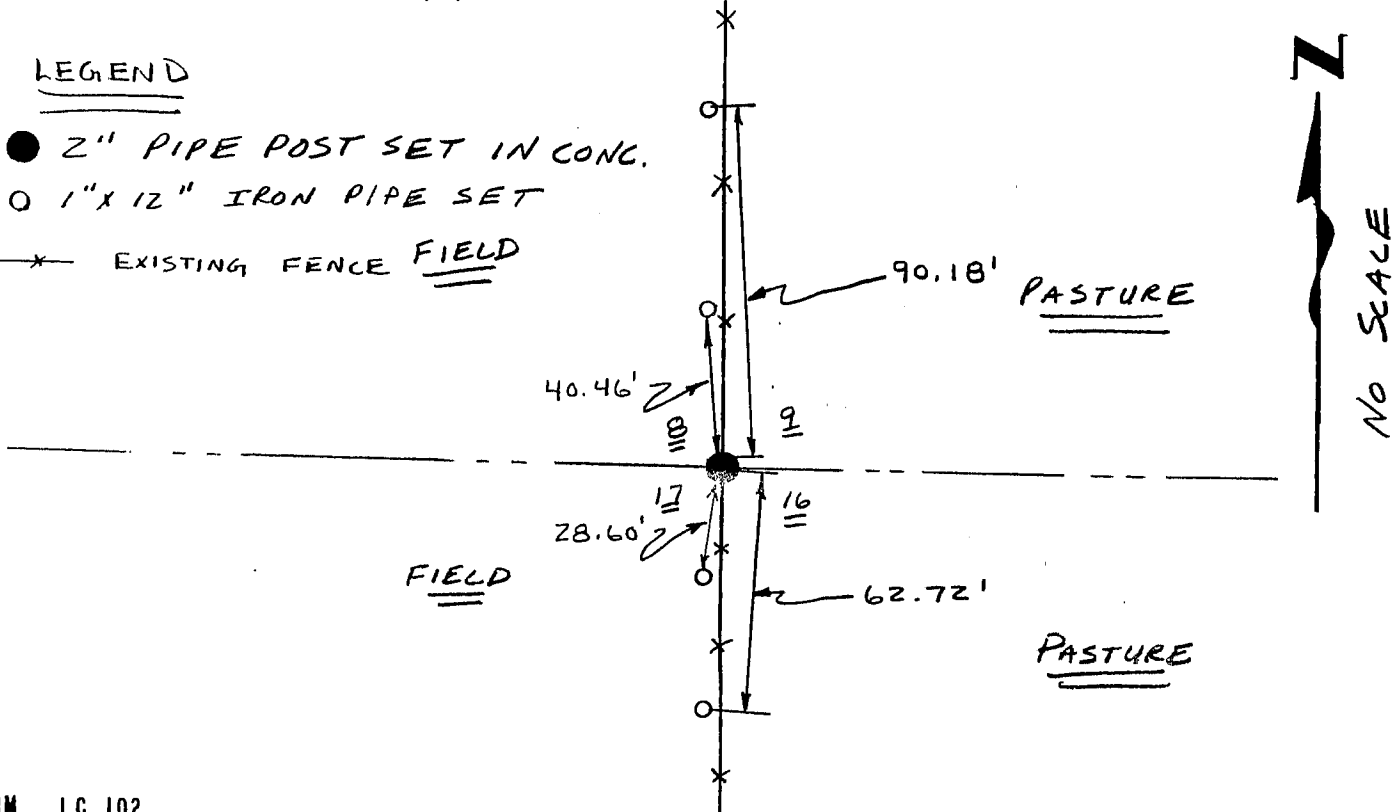 LEGEND
2" PIPE POST SET IN CONC.
1" X 12" IRON PIPE SET
EXISTING FENCE
FIELD
90.18'
PASTURE
40.46'
8
9
17
16
28.60'
FIELD
62.72'
PASTURE
N
NO SCALE
LC 102